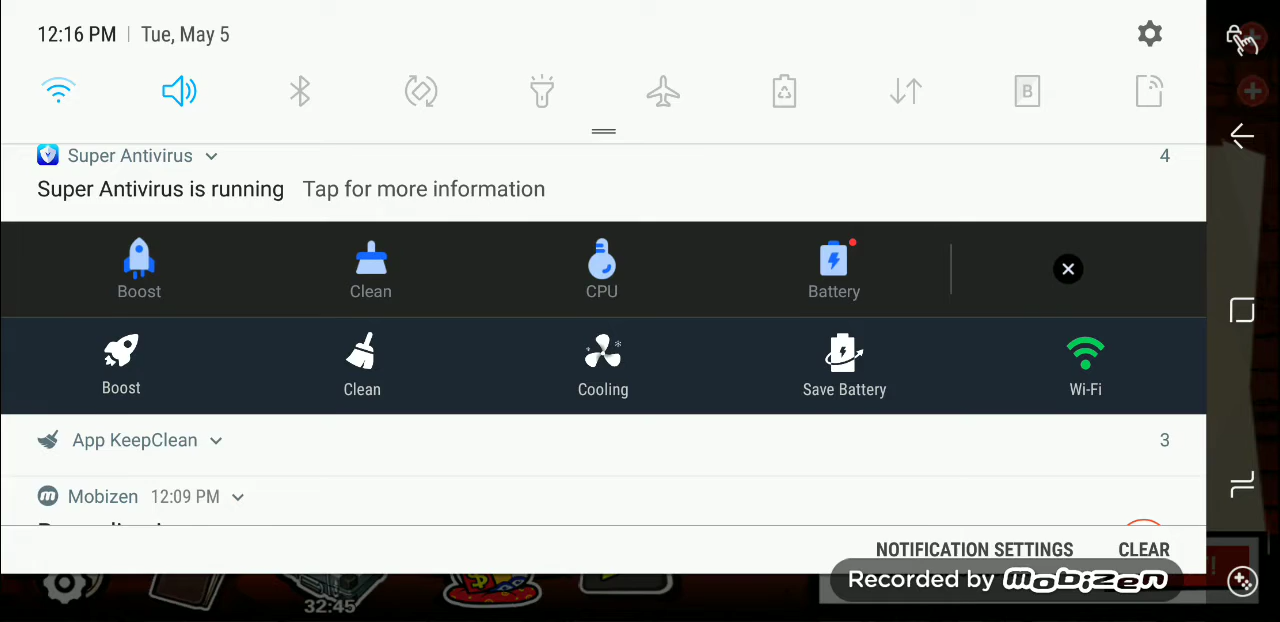 12:16 PM | Tue, May 5
B
Super Antivirus 4
Super Antivirus is running Tap for more information
Boost Clean CPU Battery
Boost Clean Cooling Save Battery Wi-Fi
App KeepClean 3
m Mobizen 12:09 PM
NOTIFICATION SETTINGS CLEAR
Recorded by mobizen
32:45